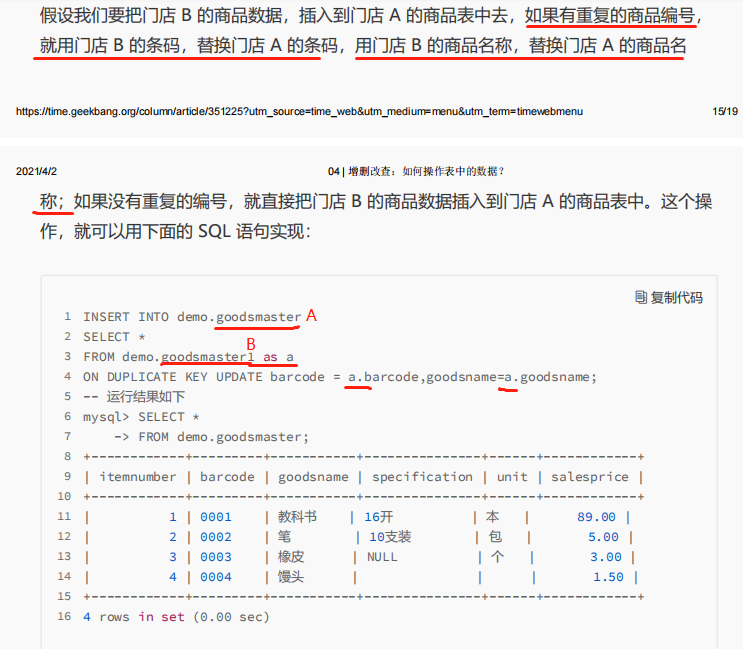 假设我们要把门店 B 的商品数据，插入到门店 A 的商品表中去，如果有重复的商品编号，
就用门店 B 的条码，替换门店 A 的条码，用门店 B 的商品名称，替换门店 A 的商品名
https://time.geekbang.org/column/article/351225?utm_source=time_web&utm_medium=menu&utm_term=timewebmenu 15/19
2021/4/2 04 | 增删改查：如何操作表中的数据？
称；如果没有重复的编号，就直接把门店 B 的商品数据插入到门店 A 的商品表中。这个操
作，就可以用下面的 SQL 语句实现：
复制代码
1 INSERT INTO demo.goodsmaster A
2 SELECT *
B
3 FROM demo.goodsmaster1 as a
4 ON DUPLICATE KEY UPDATE barcode = a.barcode,goodsname=a.goodsname;
5 -- 运行结果如下
6 mysql> SELECT *
7 -> FROM demo.goodsmaster;
8 +------------+---------+-----------+---------------+------+------------+
9 | itemnumber | barcode | goodsname | specification | unit | salesprice |
10 +------------+---------+-----------+---------------+------+------------+
11 | 1 | 0001 | 教科书 | 16开 | 本 | 89.00 |
12 | 2 | 0002 | 笔 | 10支装 | 包 | 5.00 |
13 | 3 | 0003 | 橡皮 | NULL | 个 | 3.00 |
14 | 4 | 0004 | 馒头 | | | 1.50 |
15 +------------+---------+-----------+---------------+------+------------+
16 4 rows in set (0.00 sec)